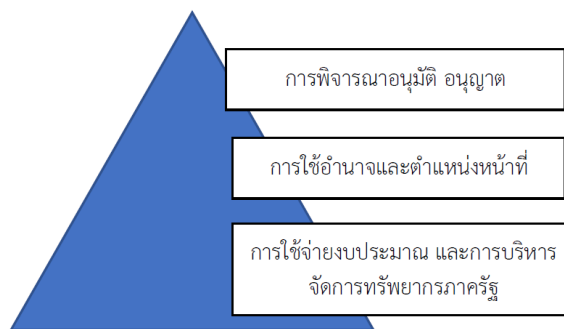 การพิจารณาอนุมัติ อนุญาต
การใช้อำนาจและตำแหน่งหน้าที่
การใช้จ่ายงบประมาณ และการบริหาร
จัดการทรัพยากรภาครัฐ